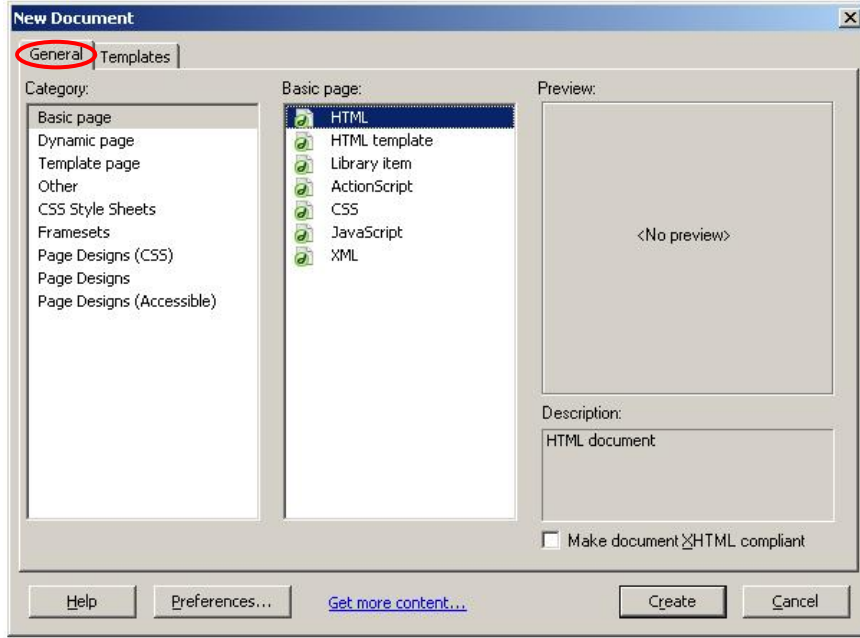 New Document
General
Templates
Category:
Basic page
Dynamic page
Template page
Other
CSS Style Sheets
Framesets
Page Designs (CSS)
Page Designs
Page Designs (Accessible)
Basic page:
HTML
HTML template
Library item
ActionScript
CSS
JavaScript
XML
Preview:
<No preview>
Description:
HTML document
Make document XHTML compliant
Help
Preferences...
Get more content...
Create
Cancel